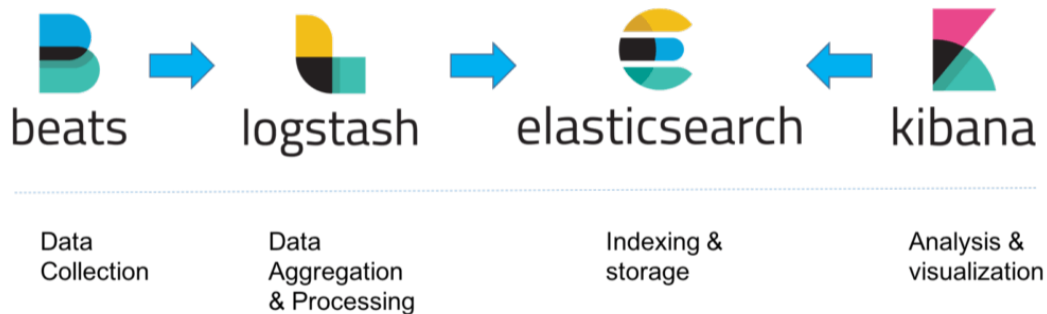 beats
logstash
elasticsearch
kibana
Data
Collection
Data
Aggregation
& Processing
Indexing &
storage
Analysis &
visualization